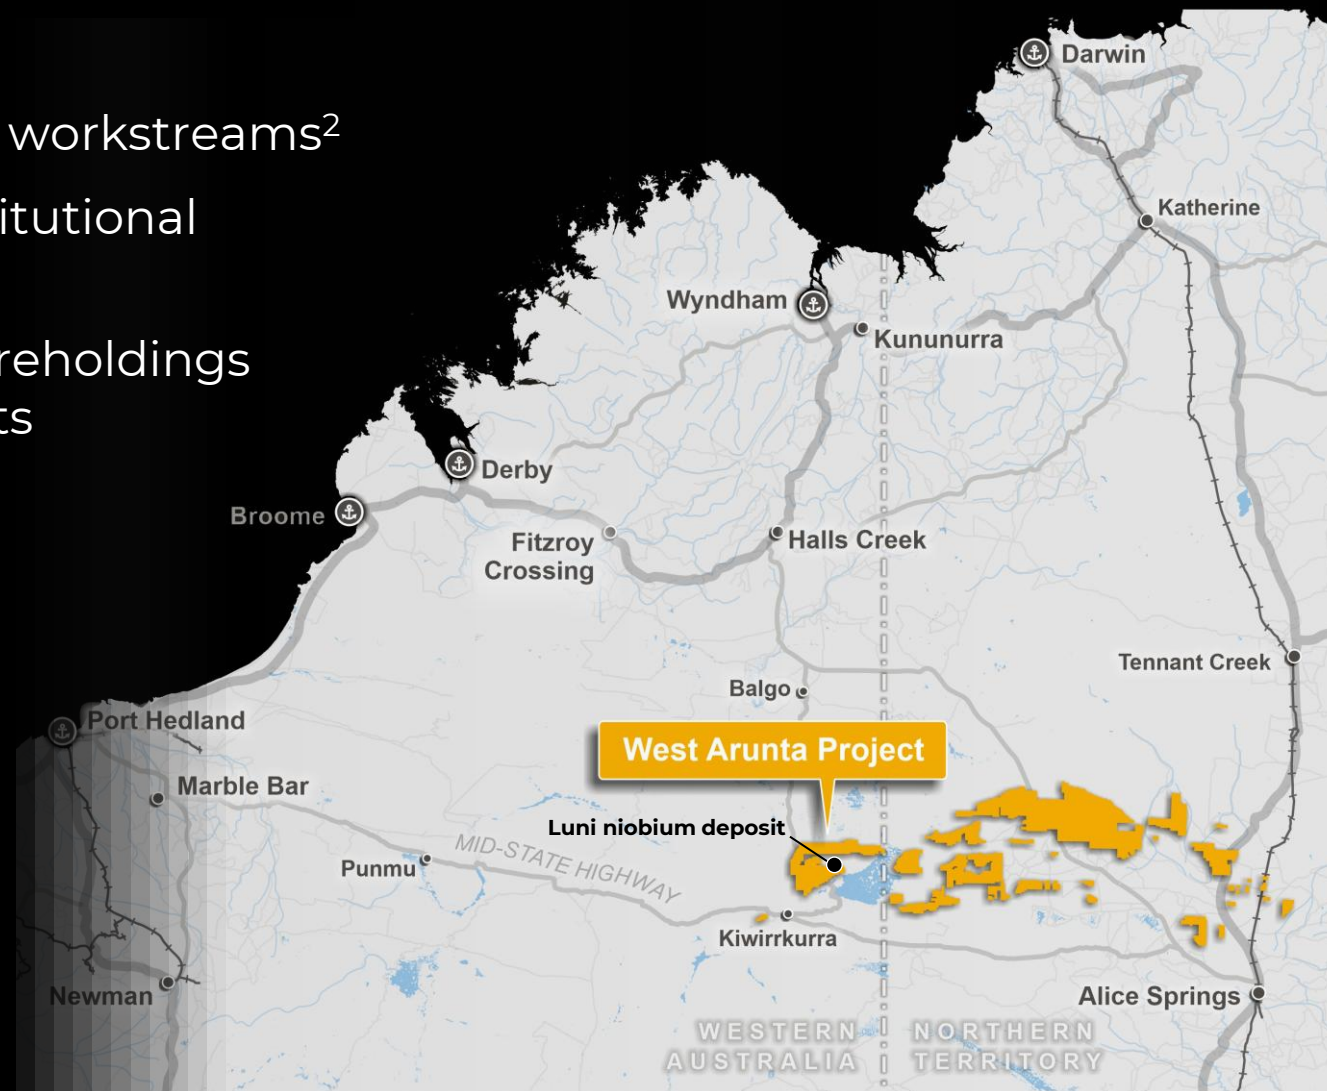 workstreams²
itutional
reholdings
ts
Darwin
Katherine
Wyndham
Kununurra
Derby
Broome
Fitzroy
Crossing
Halls Creek
Tennant Creek
Balgo
Port Hedland
West Arunta Project
Marble Bar
Luni niobium deposit
MID-STATE HIGHWAY
Punmu
Kiwirrkurra
Newman
Alice Springs
WESTERN
AUSTRALIA
NORTHERN
TERRITORY